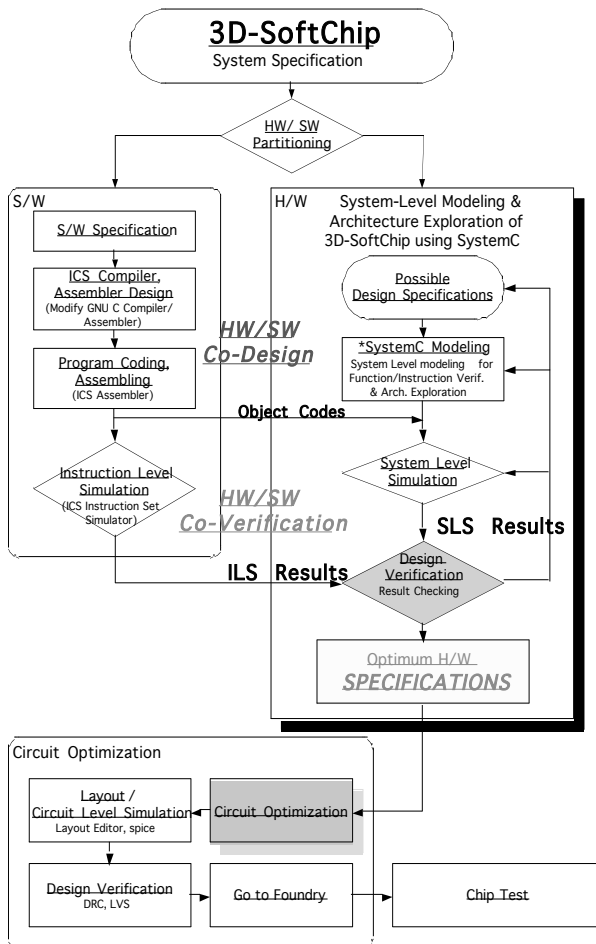 3D-SoftChip
System Specification
HW/ SW
Partitioning
S/W
S/W Specification
ICS Compiler,
Assembler Design
(Modify GNU C Compiler/
Assembler)
Program Coding,
Assembling
(ICS Assembler)
Instruction Level
Simulation
(ICS Instruction Set
Simulator)
HW/SW
Co-Design
Object Codes
HW/SW
Co-Verification
ILS Results
H/W
System-Level Modeling &
Architecture Exploration of
3D-SoftChip using SystemC
Possible
Design Specifications
*SystemC Modeling
System Level modeling for
Function/Instruction Verif.
& Arch. Exploration
System Level
Simulation
SLS Results
Design
Verification
Result Checking
Optimum H/W
SPECIFICATIONS
Circuit Optimization
Layout /
Circuit Level Simulation
Layout Editor, spice
Circuit Optimization
Design Verification
DRC, LVS
Go to Foundry
Chip Test